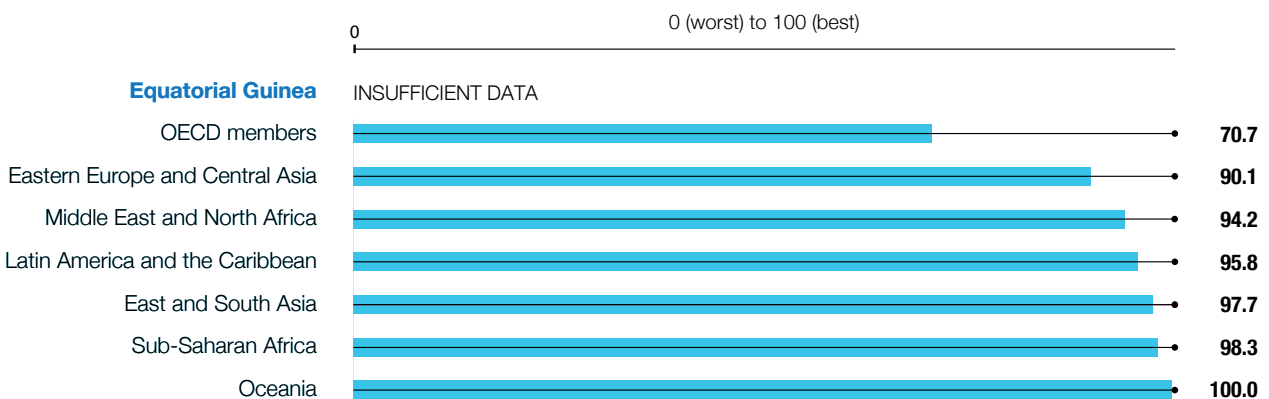 0 (worst) to 100 (best)
0
Equatorial Guinea INSUFFICIENT DATA
OECD members 70.7
Eastern Europe and Central Asia 90.1
Middle East and North Africa 94.2
Latin America and the Caribbean 95.8
East and South Asia 97.7
Sub-Saharan Africa 98.3
Oceania 100.0